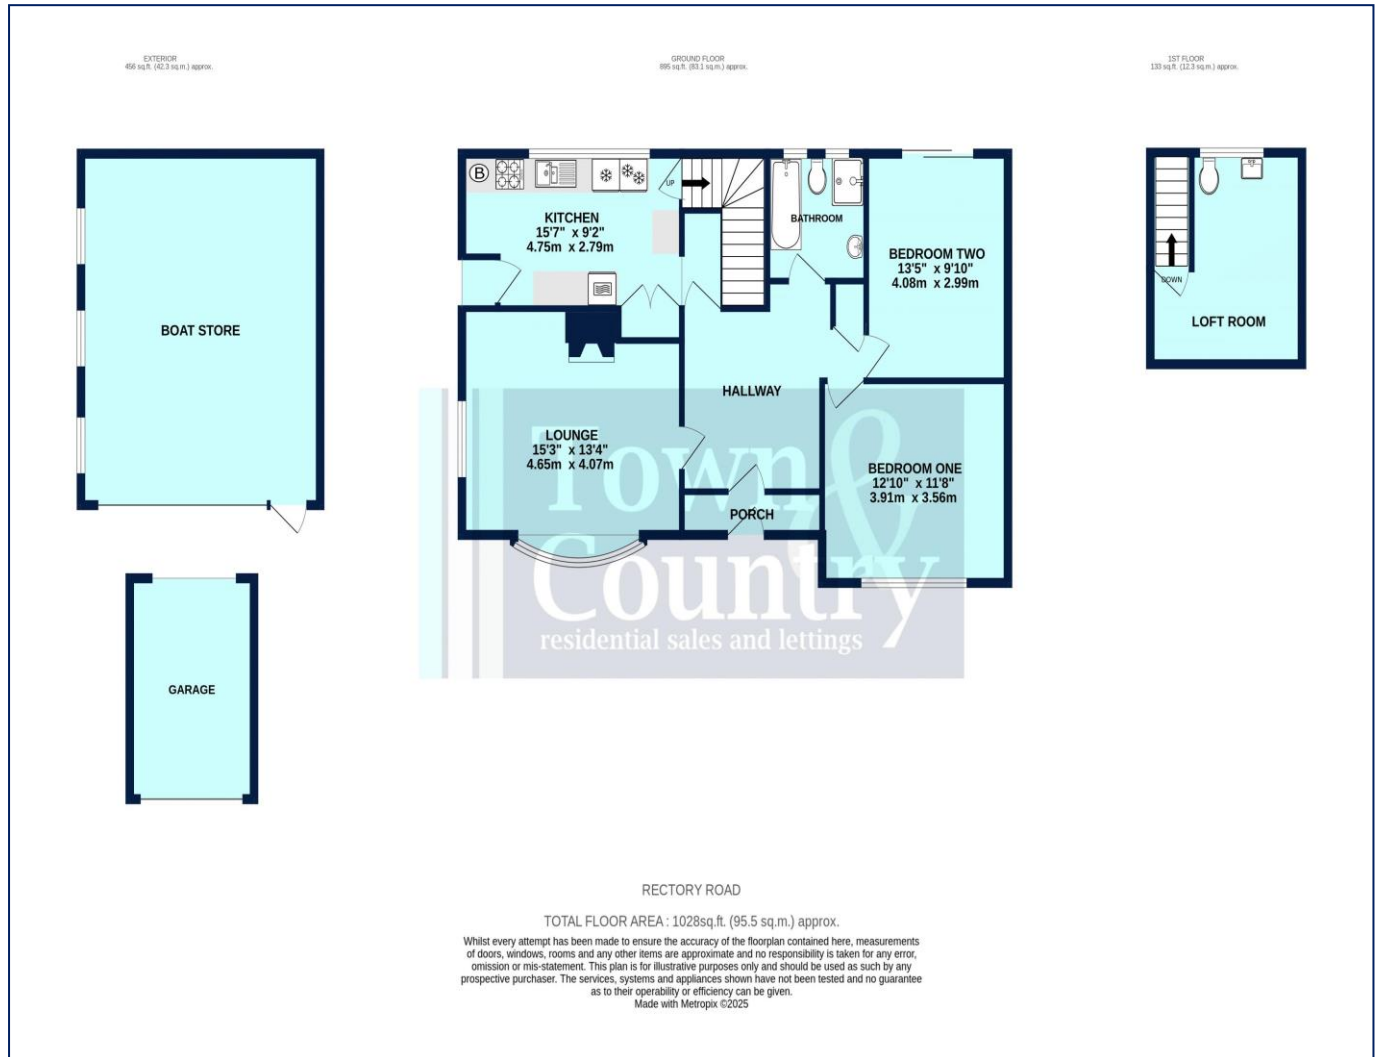 EXTERIOR
456 sq.ft. (42.3 sq.m.) approx.
GROUND FLOOR
895 sq.ft. (83.1 sq.m.) approx.
1ST FLOOR
133 sq.ft. (12.3 sq.m.) approx.
BOAT STORE
GARAGE
B
KITCHEN
15'7" x 9'2"
4.75m x 2.79m
UP
BATHROOM
BEDROOM TWO
13'5" x 9'10"
4.08m x 2.99m
HALLWAY
LOUNGE
15'3" x 13'4"
4.65m x 4.07m
BEDROOM ONE
12'10" x 11'8"
3.91m x 3.56m
PORCH
DOWN
LOFT ROOM
Town &
Country
residential sales and lettings
RECTORY ROAD
TOTAL FLOOR AREA : 1028sq.ft. (95.5 sq.m.) approx.
Whilst every attempt has been made to ensure the accuracy of the floorplan contained here, measurements
of doors, windows, rooms and any other items are approximate and no responsibility is taken for any error,
omission or mis-statement. This plan is for illustrative purposes only and should be used as such by any
prospective purchaser. The services, systems and appliances shown have not been tested and no guarantee
as to their operability or efficiency can be given.
Made with Metropix ©2025